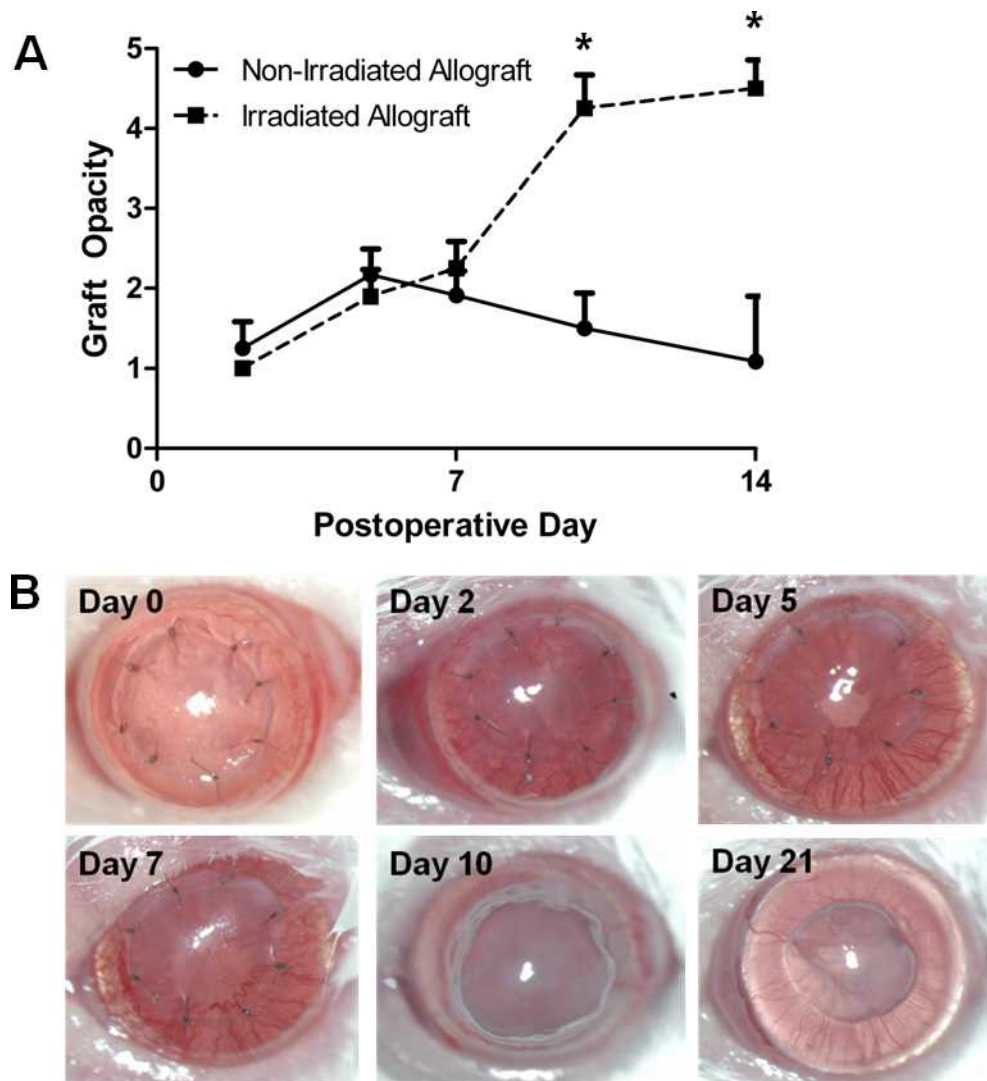 A
5
4
3
2
1
0
Graft Opacity
Non-Irradiated Allograft
Irradiated Allograft
*
*
0
7
14
Postoperative Day
B
Day 0
Day 2
Day 5
Day 7
Day 10
Day 21